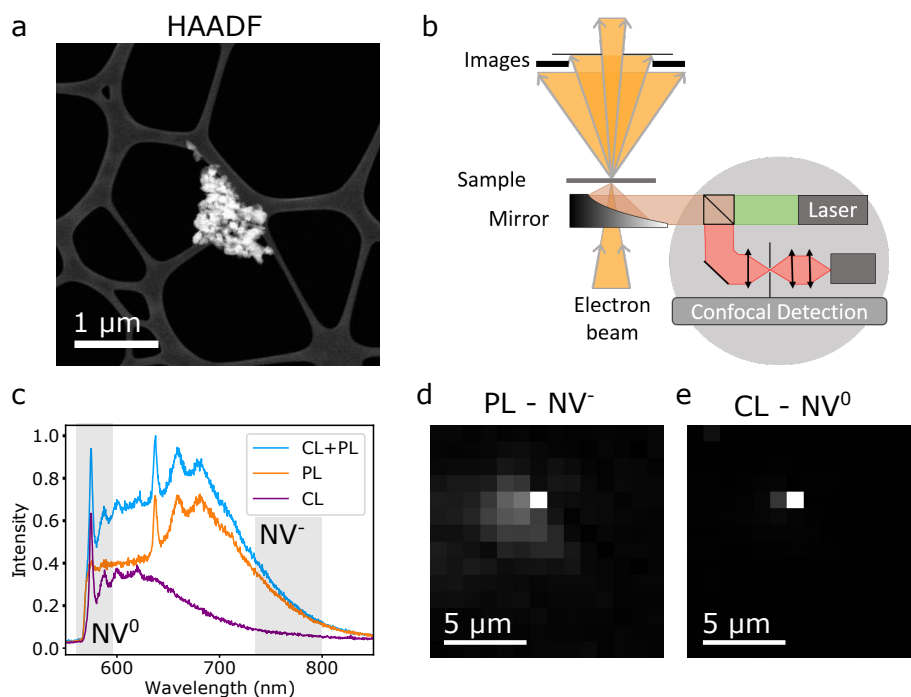 a
HAADF
1 μm
b
Images
Sample
Mirror
Laser
Electron
beam
Confocal Detection
c
1.0
0.8
0.6
0.4
0.2
0.0
Intensity
CL+PL
PL
CL
NV⁻
NV⁰
600
700
800
Wavelength (nm)
d
PL - NV⁻
5 μm
e
CL - NV⁰
5 μm